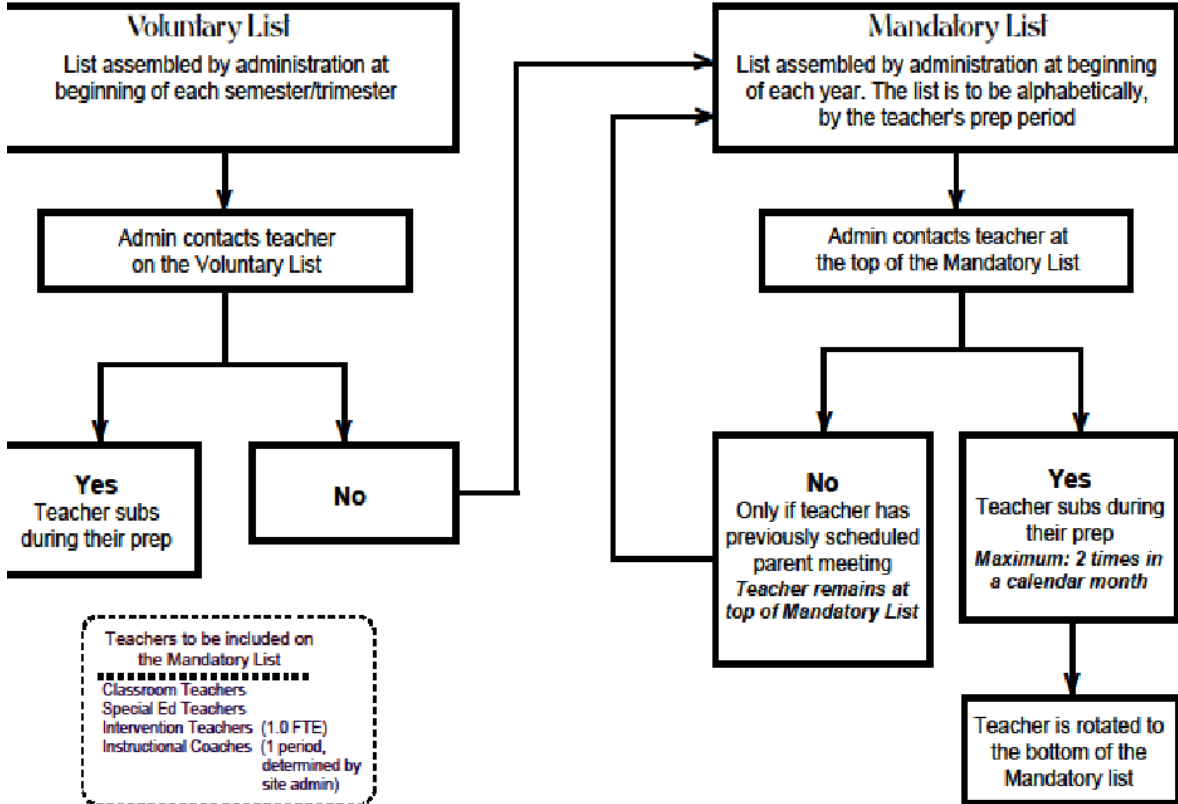 Voluntary List
List assembled by administration at
beginning of each semester/trimester
Admin contacts teacher
on the Voluntary List
Yes
Teacher subs
during their prep
No
Mandatory List
List assembled by administration at beginning
of each year. The list is to be alphabetically,
by the teacher's prep period
Admin contacts teacher at
the top of the Mandatory List
No
Only if teacher has
previously scheduled
parent meeting
Teacher remains at
top of Mandatory List
Yes
Teacher subs during
their prep
Maximum: 2 times in
a calendar month
Teacher is rotated to
the bottom of the
Mandatory list
Teachers to be included on
the Mandatory List
Classroom Teachers
Special Ed Teachers
Intervention Teachers (1.0 FTE)
Instructional Coaches (1 period,
determined by
site admin)